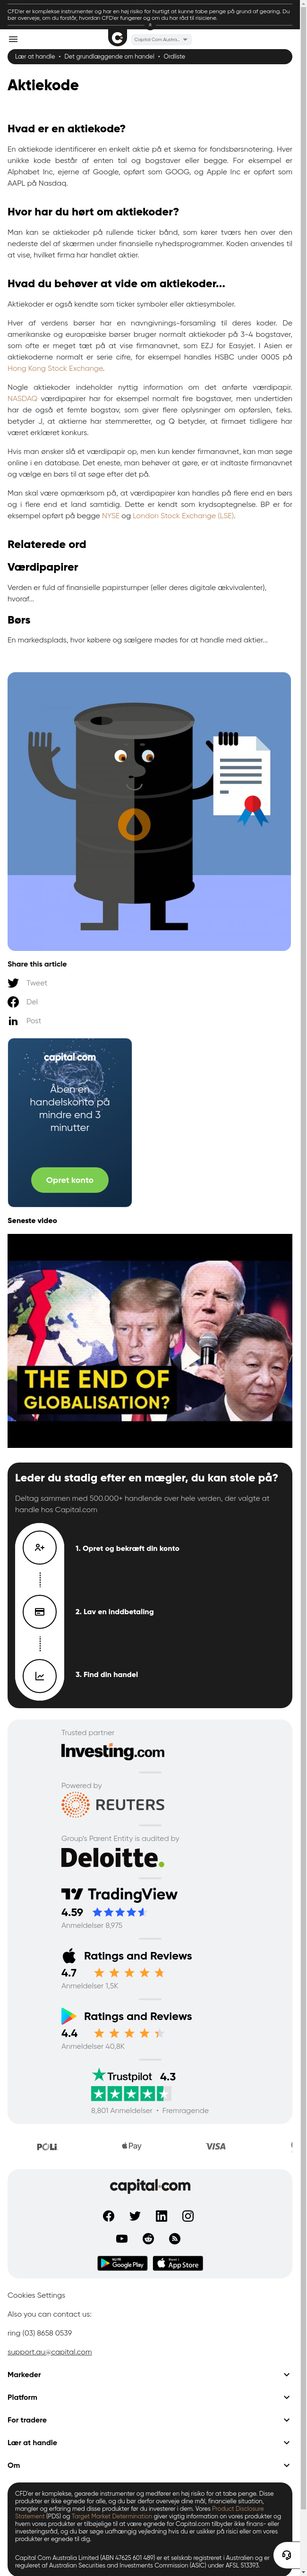 CFD'er er komplekse instrumenter og har en høj risiko for hurtigt at kunne tabe penge på grund af gearing. Du
bør overveje, om du forstår, hvordan CFD'er fungerer og om du har råd til risiciene.
Capital Com Austra...
Lær at handle • Det grundlæggende om handel • Ordliste
Aktiekode
Hvad er en aktiekode?
En aktiekode identificerer en enkelt aktie på et skema for fondsbørsnotering. Hver
unikke kode består af enten tal og bogstaver eller begge. For eksempel er
Alphabet Inc, ejerne af Google, opført som GOOG, og Apple Inc er opført som
AAPL på Nasdaq.
Hvor har du hørt om aktiekoder?
Man kan se aktiekoder på rullende ticker bånd, som kører tværs hen over den
nederste del af skærmen under finansielle nyhedsprogrammer. Koden anvendes til
at vise, hvilket firma har handlet aktier.
Hvad du behøver at vide om aktiekoder...
Aktiekoder er også kendte som ticker symboler eller aktiesymboler.
Hver af verdens børser har en navngivnings-forsamling til deres koder. De
amerikanske og europæiske børser bruger normalt aktiekoder på 3-4 bogstaver,
som ofte er meget tæt på at vise firmanavnet, som EZJ for Easyjet. I Asien er
aktiekoderne normalt er serie cifre, for eksempel handles HSBC under 0005 på
Hong Kong Stock Exchange.
Nogle aktiekoder indeholder nyttig information om det anførte værdipapir.
NASDAQ værdipapirer har for eksempel normalt fire bogstaver, men undertiden
har de også et femte bogstav, som giver flere oplysninger om opførslen, f.eks.
betyder J, at aktierne har stemmeretter, og Q betyder, at firmaet tidligere har
været erklæret konkurs.
Hvis man ønsker slå et værdipapir op, men kun kender firmanavnet, kan man søge
online i en database. Det eneste, man behøver at gøre, er at indtaste firmanavnet
og vælge en børs til at søge efter det på.
Man skal være opmærksom på, at værdipapirer kan handles på flere end en børs
og i flere end et land samtidig. Dette er kendt som krydsoptegnelse. BP er for
eksempel opført på begge NYSE og London Stock Exchange (LSE).
Relaterede ord
Værdipapirer
Verden er fuld af finansielle papirstumper (eller deres digitale ækvivalenter),
hvoraf...
Børs
En markedsplads, hvor købere og sælgere mødes for at handle med aktier...
Share this article
Tweet
Del
Post
capital.com
Åben en
handelskonto på
mindre end 3
minutter
Opret konto
Seneste video
THE END OF
GLOBALISATION?
Leder du stadig efter en mægler, du kan stole på?
Deltag sammen med 500.000+ handlende over hele verden, der valgte at
handle hos Capital.com
1. Opret og bekræft din konto
2. Lav en inddbetaling
3. Find din handel
Trusted partner
Investing.com
Powered by
REUTERS
Group's Parent Entity is audited by
Deloitte.
TradingView
4.59
Anmeldelser 8,975
Ratings and Reviews
4.7
Anmeldelser 1,5K
Ratings and Reviews
4.4
Anmeldelser 40,8K
Trustpilot 4.3
8,801 Anmeldelser • Fremragende
POLi
Apple Pay
VISA
capital.com
Google Play
App Store
Cookies Settings
Also you can contact us:
ring (03) 8658 0539
support.au@capital.com
Markeder
Platform
For tradere
Lær at handle
Om
CFD'er er komplekse, girede instrumenter og medfører en høj risiko for at tabe penge. Disse
produkter er ikke egnede for alle, og du bør derfor overveje dine mål, finansielle situation,
mangler og erfaring med disse produkter før du investerer i dem. Vores Product Disclosure
Statement (PDS) og Target Market Determination giver vigtig information on vores produkter og
hvem vores produkter er tiltænkt til at være egnede for Capital.com tilbyder ikke finans- eller
investeringsråd, og du bør søge uafhængig vejledning hvis du er usikker på risici eller om vores
produkter er egnede til dig.
Capital Com Australia Limited (ABN 47 625 601 489) er et selskab registreret i Australien og er
reguleret af Australian Securities and Investments Commission (ASIC) under AFSL 513393.